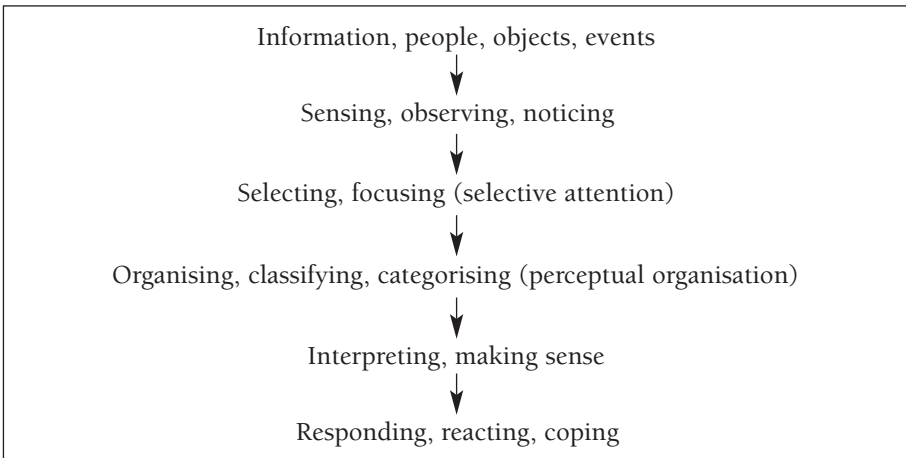 Information, people, objects, events
Sensing, observing, noticing
Selecting, focusing (selective attention)
Organising, classifying, categorising (perceptual organisation)
Interpreting, making sense
Responding, reacting, coping